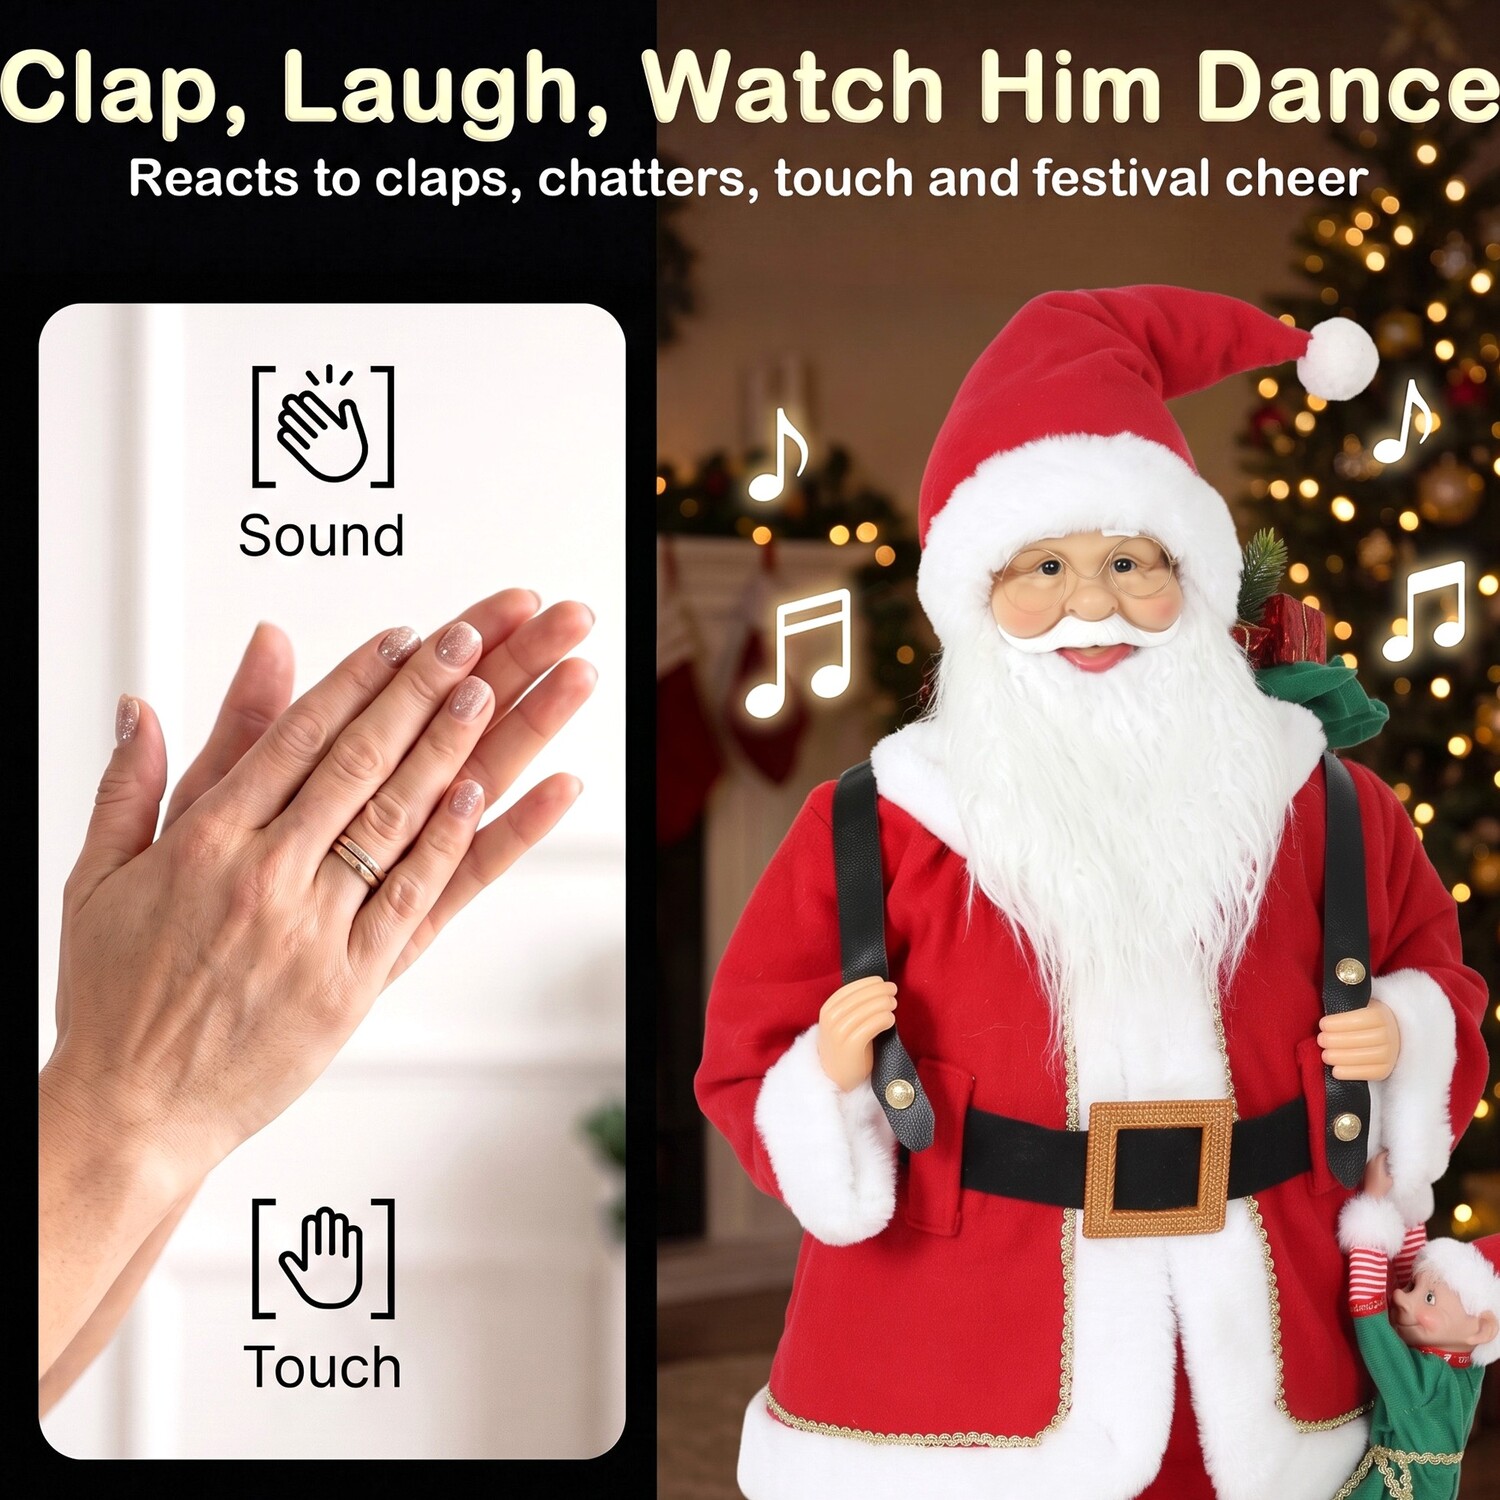 Clap, Laugh, Watch Him Dance
Reacts to claps, chatters, touch and festival cheer
Sound
Touch